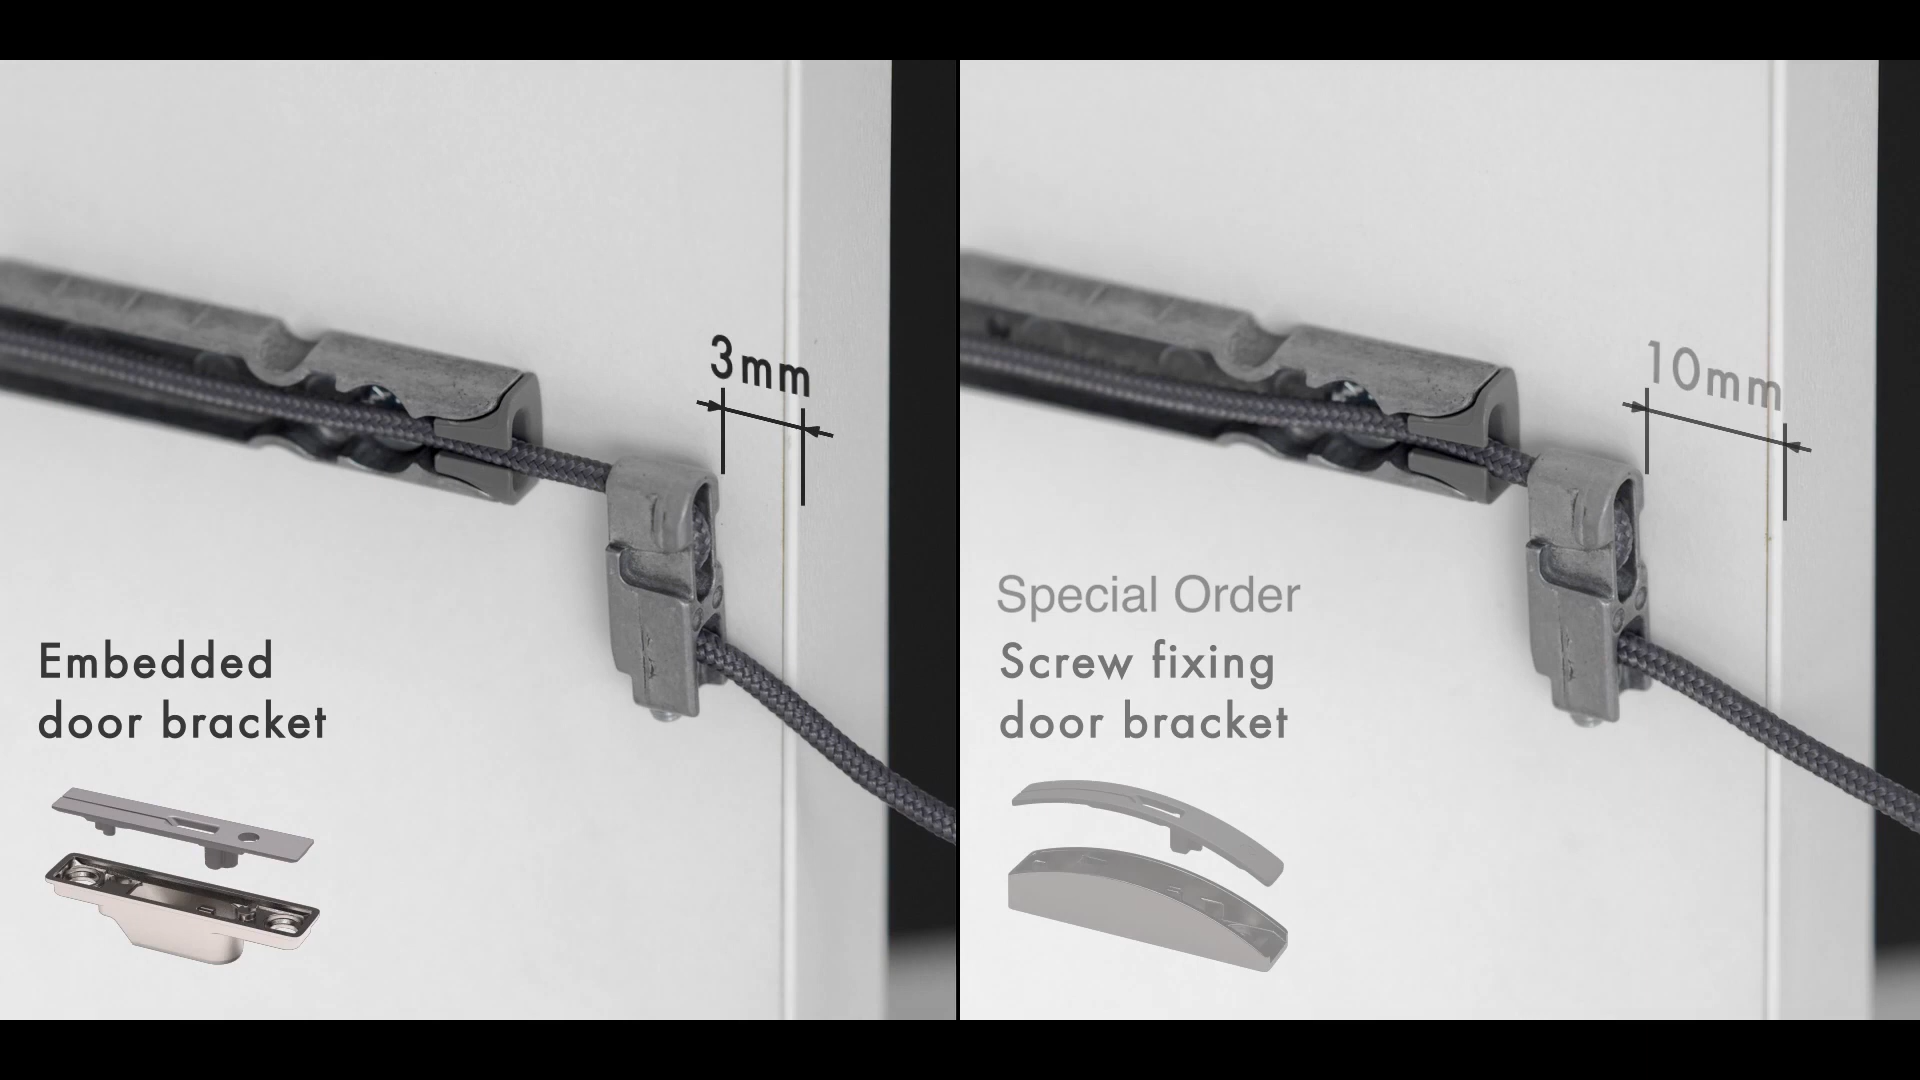 3mm
Embedded
door bracket
10mm
Special Order
Screw fixing
door bracket